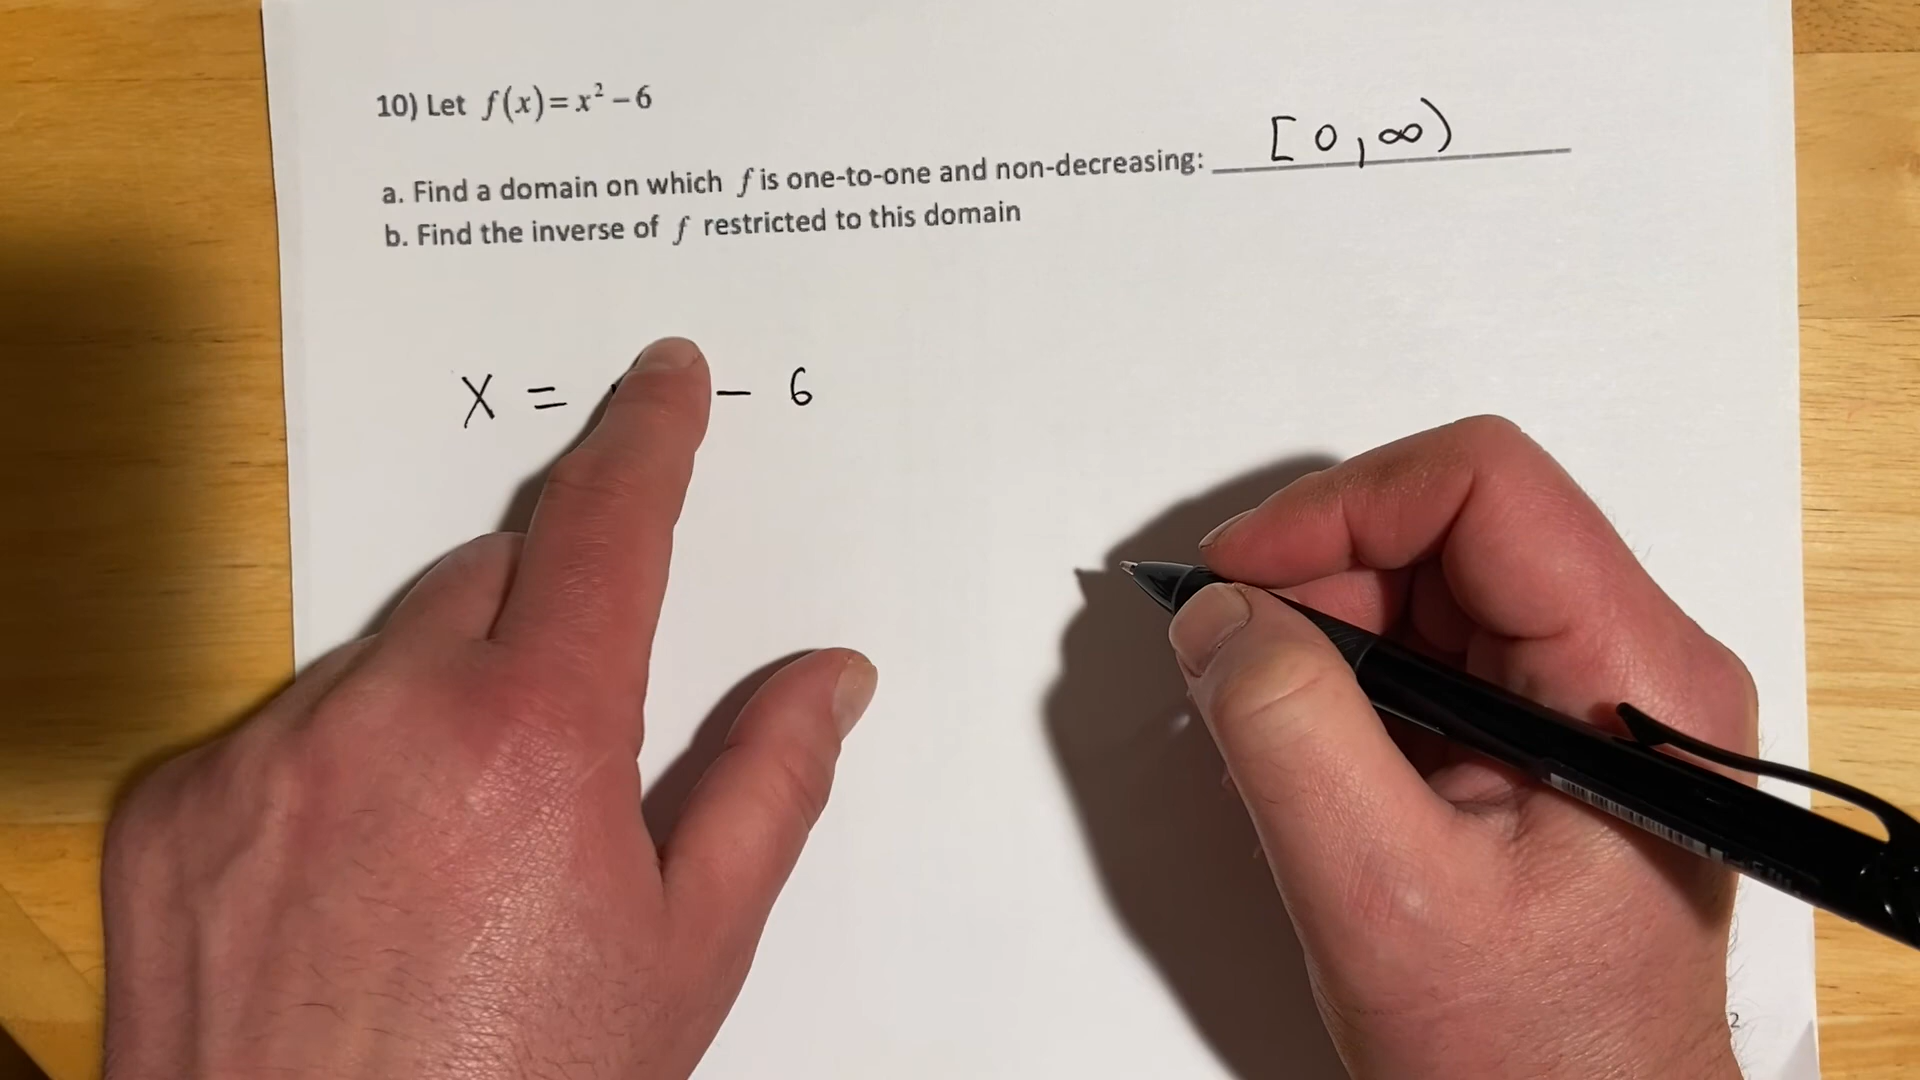 10) Let f(x)=x²−6
[0,∞)
a. Find a domain on which f is one-to-one and non-decreasing:
b. Find the inverse of f restricted to this domain
X = − 6
2